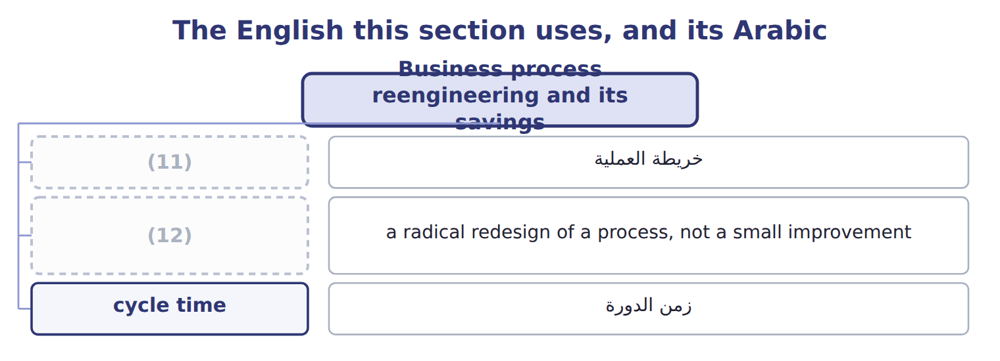 The English this section uses, and its Arabic
Business process
reengineering and its
savings
(11)
خريطة العملية
(12)
a radical redesign of a process, not a small improvement
cycle time
زمن الدورة